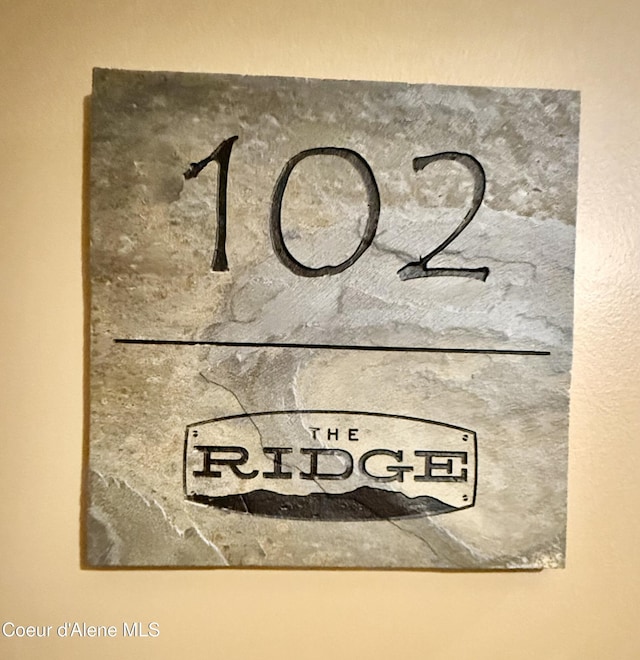 102
THE
RIDGE
Coeur d'Alene MLS